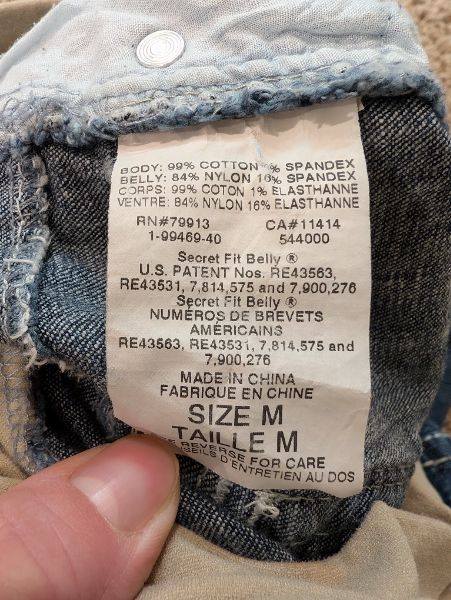 BODY: 99% COTTON % SPANDEX
BELLY: 84% NYLON 16% SPANDEX
CORPS: 99% COTON 1% ELASTHANNE
VENTRE: 84% NYLON 16% ELASTHANNE
RN#79913 CA#11414
1-99469-40 544000
Secret Fit Belly ®
U.S. PATENT Nos. RE43563,
RE43531, 7,814,575 and 7,900,276
Secret Fit Belly ®
NUMÉROS DE BREVETS
AMÉRICAINS
RE43563, RE43531, 7,814,575 and
7,900,276
MADE IN CHINA
FABRIQUE EN CHINE
SIZE M
TAILLE M
REVERSE FOR CARE
D'ENTRETIEN AU DOS